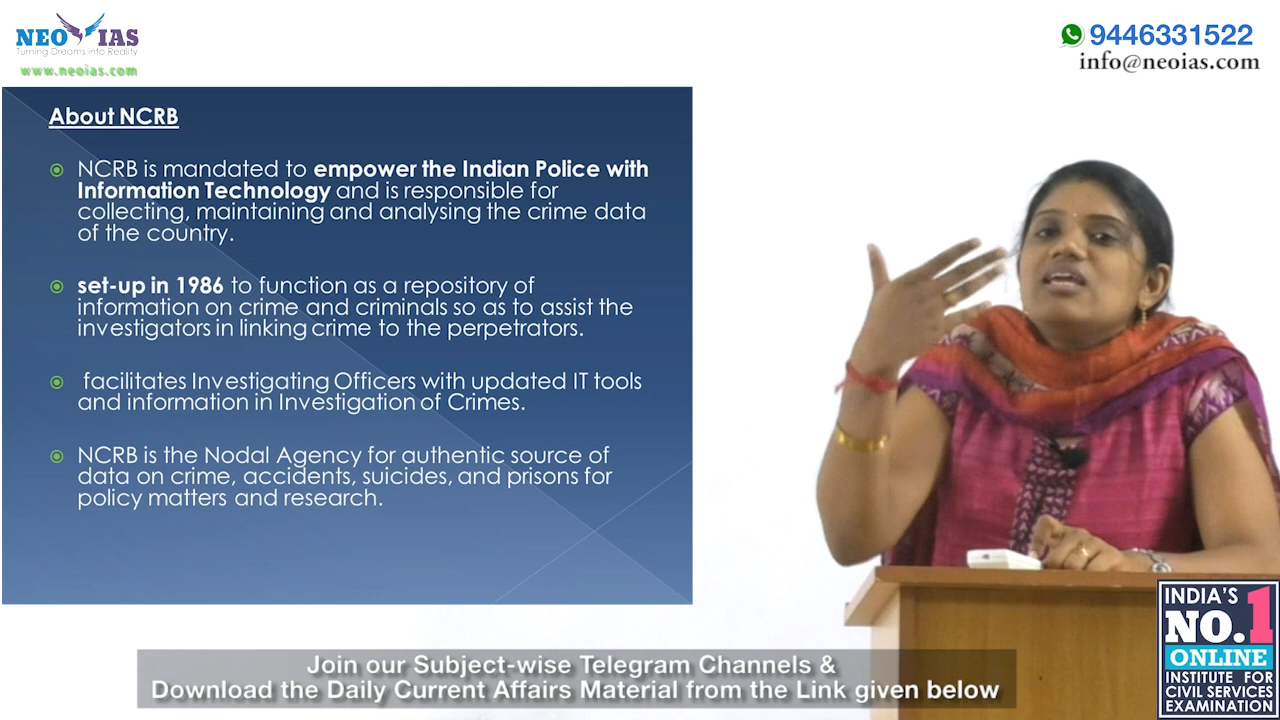 NEO IAS
Turning Dreams into Reality
www.neoias.com
9446331522
info@neoias.com
About NCRB
NCRB is mandated to empower the Indian Police with
Information Technology and is responsible for
collecting, maintaining and analysing the crime data
of the country.
set-up in 1986 to function as a repository of
information on crime and criminals so as to assist the
investigators in linking crime to the perpetrators.
facilitates Investigating Officers with updated IT tools
and information in Investigation of Crimes.
NCRB is the Nodal Agency for authentic source of
data on crime, accidents, suicides, and prisons for
policy matters and research.
INDIA'S
NO.1
ONLINE
INSTITUTE FOR
CIVIL SERVICES
EXAMINATION
Join our Subject-wise Telegram Channels &
Download the Daily Current Affairs Material from the Link given below